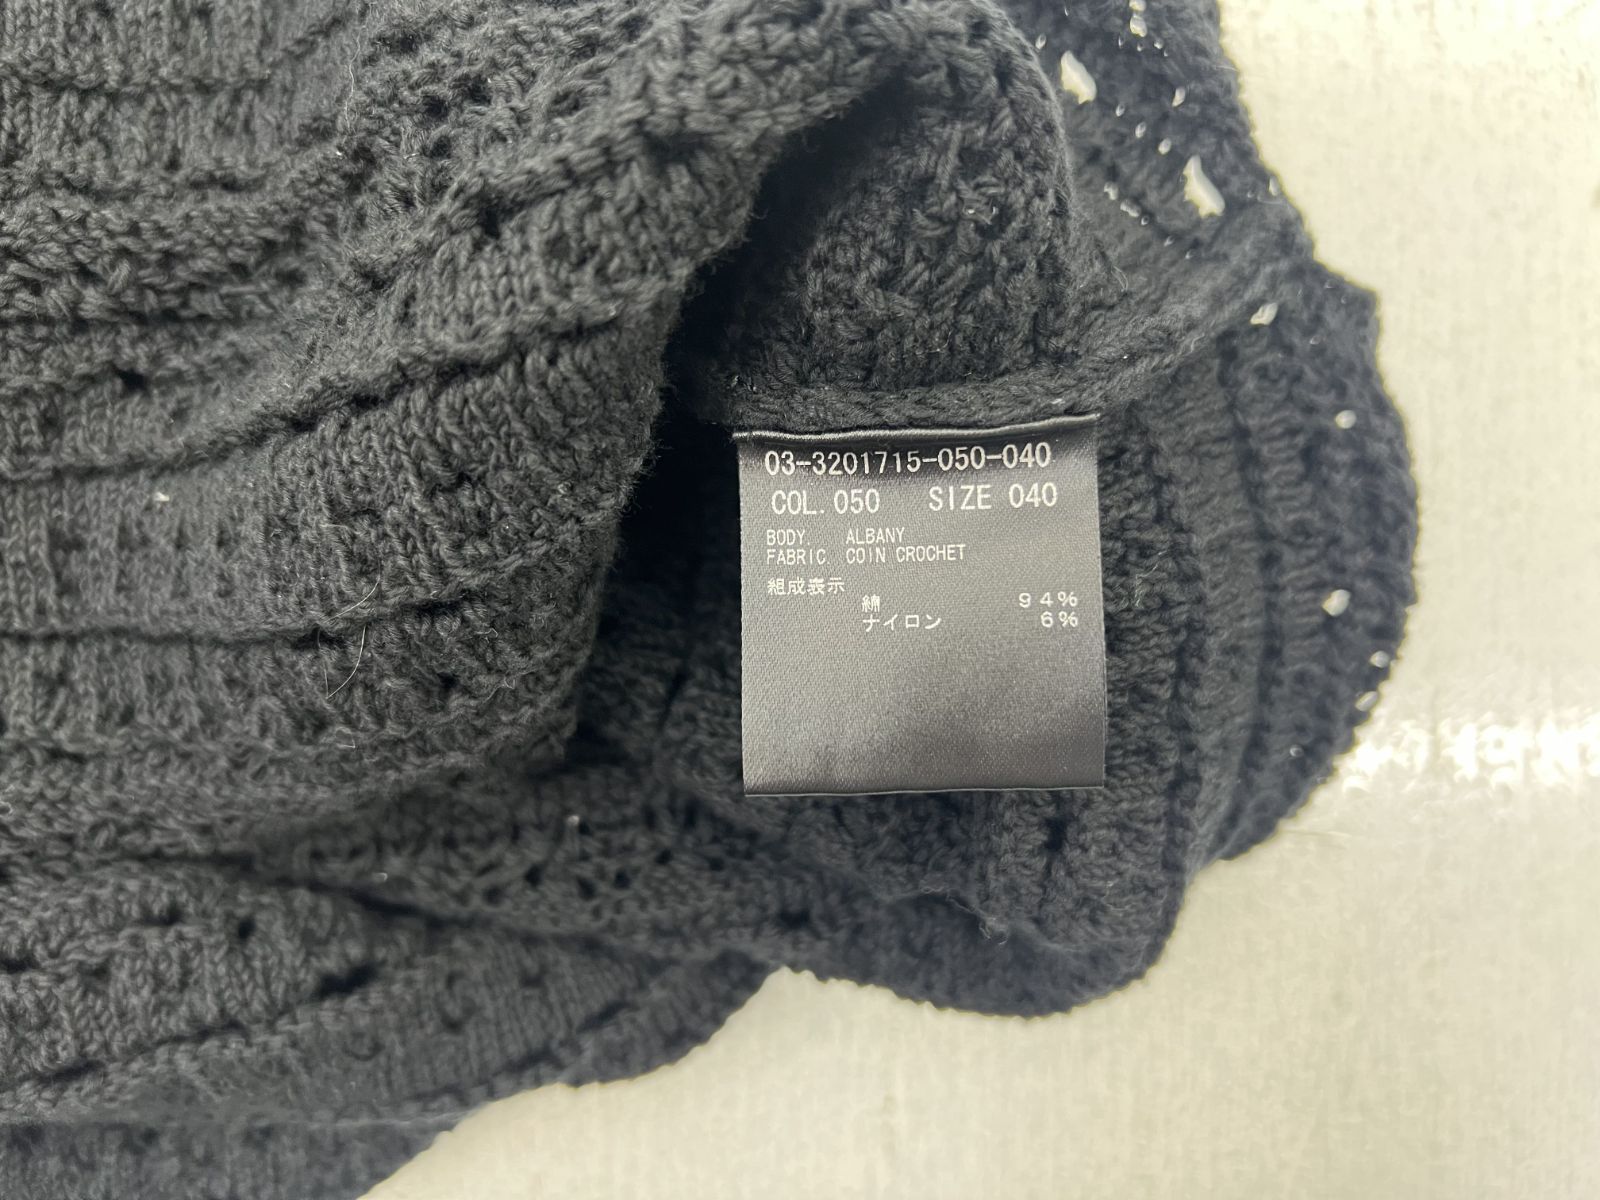 03-3201715-050-040
COL. 050 SIZE 040
BODY. ALBANY
FABRIC. COIN CROCHET
組成表示
綿 94%
ナイロン 6%